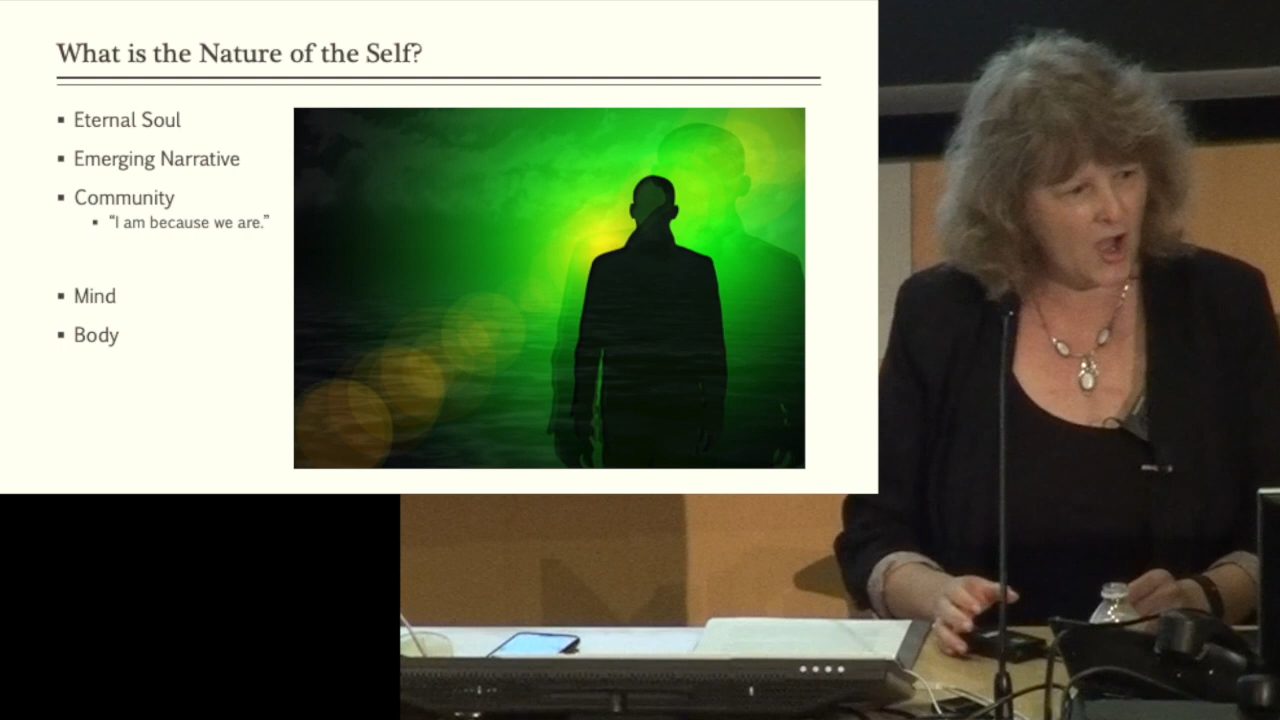 What is the Nature of the Self?
Eternal Soul
Emerging Narrative
Community
“I am because we are.”
Mind
Body